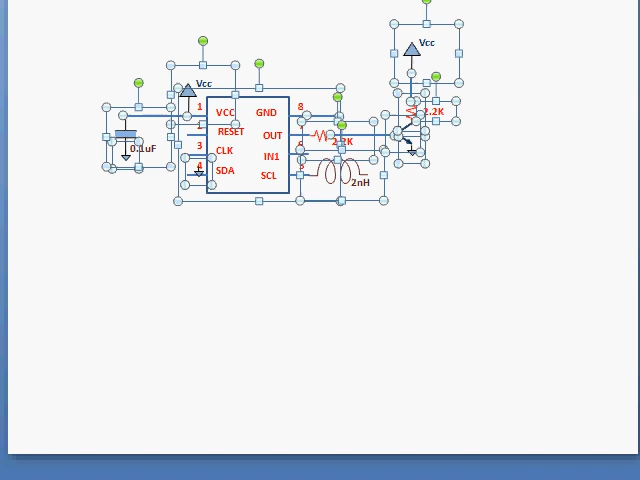 Vcc
Vcc
1
VCC
GND
8
2.2K
RESET
OUT
2.2K
0.1uF
3
CLK
IN1
4
SDA
SCL
2nH